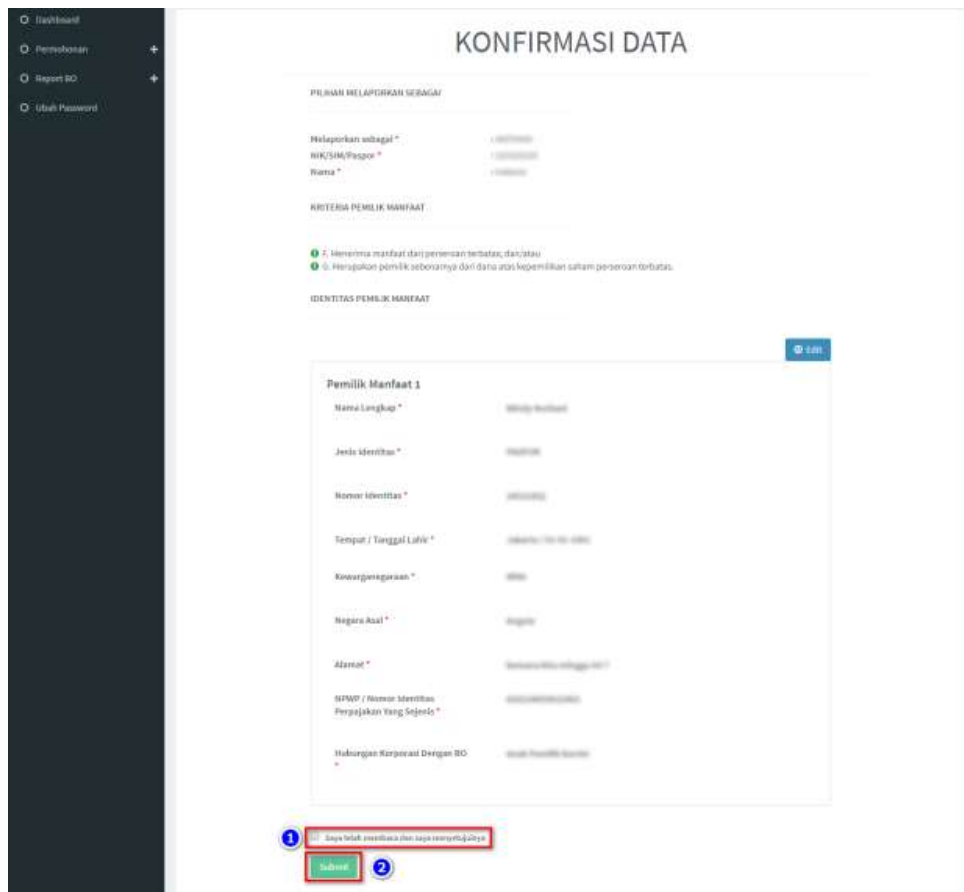 Dashboard
Permohonan
Report BO
Ubah Password
KONFIRMASI DATA
PILIHAN MELAPORKAN SEBAGAI
Melaporkan sebagai *
NIK/SIM/Paspor *
Nama *
KRITERIA PEMILIK MANFAAT
F. Menerima manfaat dari perseroan terbatas; dan/atau
G. Merupakan pemilik sebenarnya dari dana atas kepemilikan saham perseroan terbatas.
IDENTITAS PEMILIK MANFAAT
Edit
Pemilik Manfaat 1
Nama Lengkap *
Jenis Identitas *
Nomor Identitas *
Tempat / Tanggal Lahir *
Kewarganegaraan *
Negara Asal *
Alamat *
NPWP / Nomor Identitas
Perpajakan Yang Sejenis *
Hubungan Korporasi Dengan BO
*
1 Saya telah membaca dan saya menyetujuinya
Submit 2